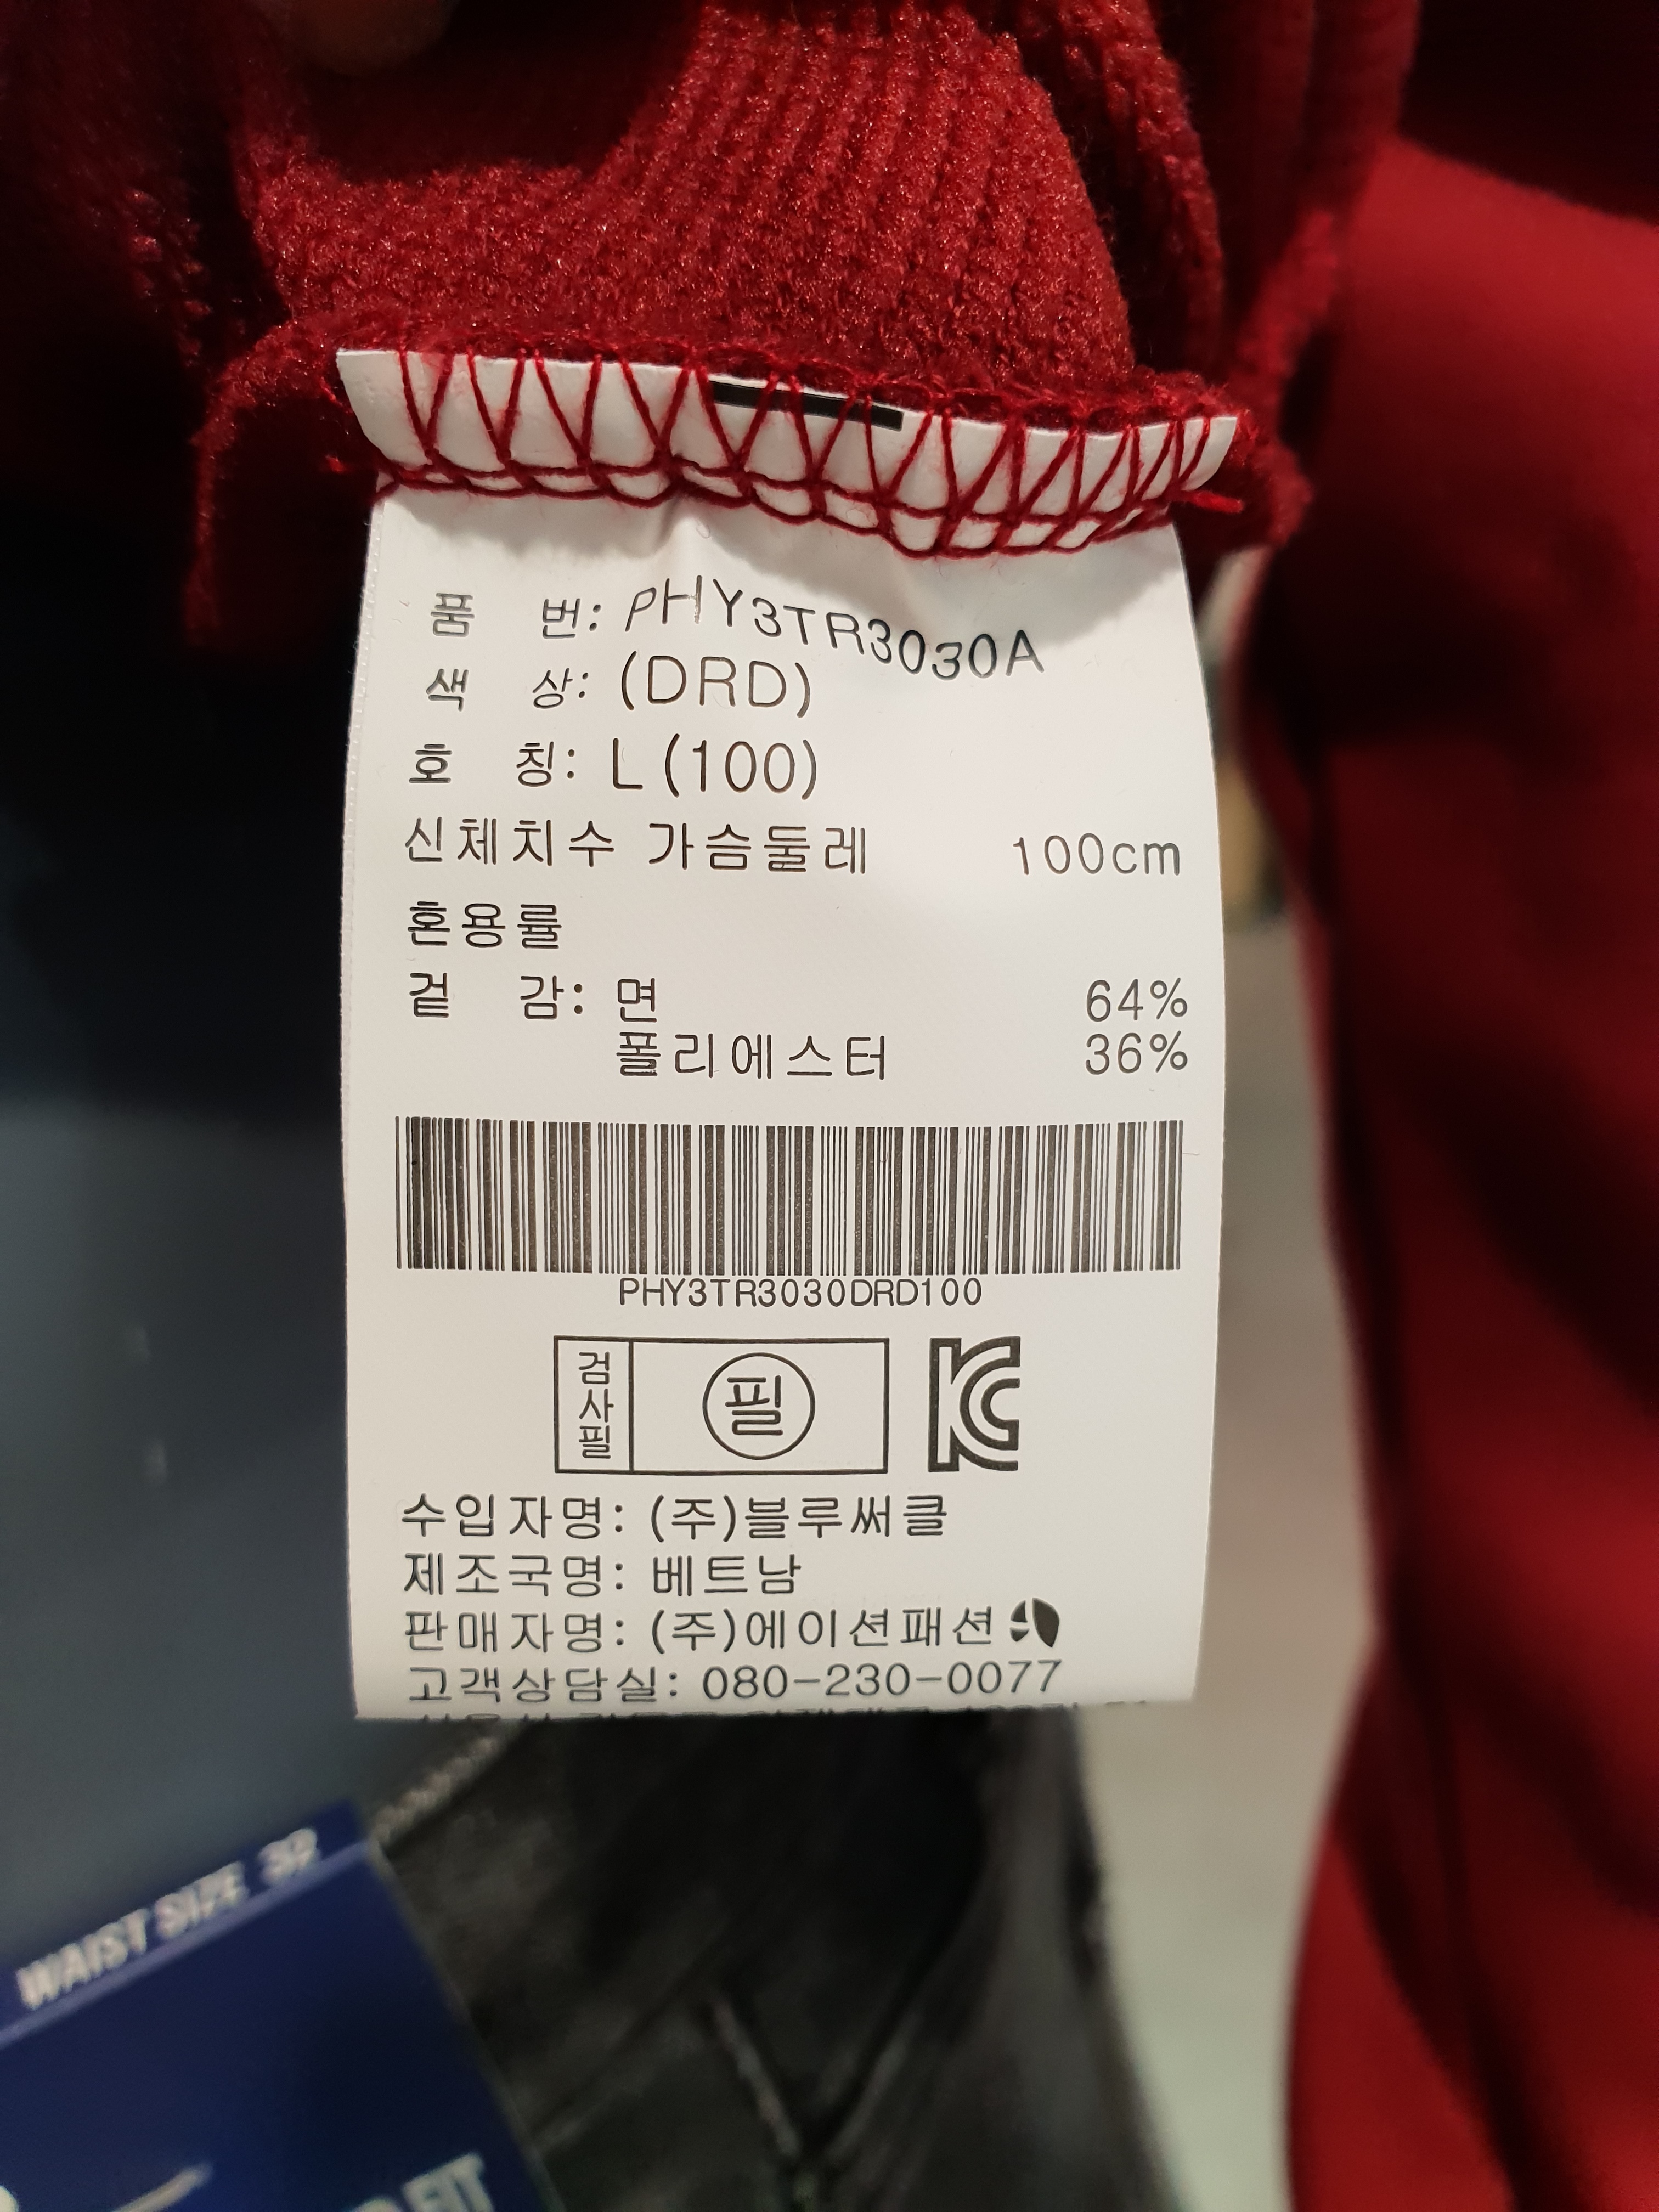 품 번: PHY3TR3030A
색 상: (DRD)
호 칭: L (100)
신체치수 가슴둘레 100cm
혼용률
겉 감: 면 64%
폴리에스터 36%
PHY3TR3030DRD100
검사필 필 KC
수입자명: (주)블루써클
제조국명: 베트남
판매자명: (주)에이션패션
고객상담실: 080-230-0077
WAIST SIZE 32
FIT